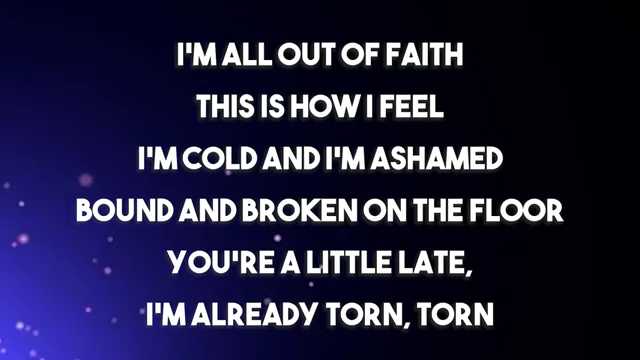 I'M ALL OUT OF FAITH
THIS IS HOW I FEEL
I'M COLD AND I'M ASHAMED
BOUND AND BROKEN ON THE FLOOR
YOU'RE A LITTLE LATE,
I'M ALREADY TORN, TORN